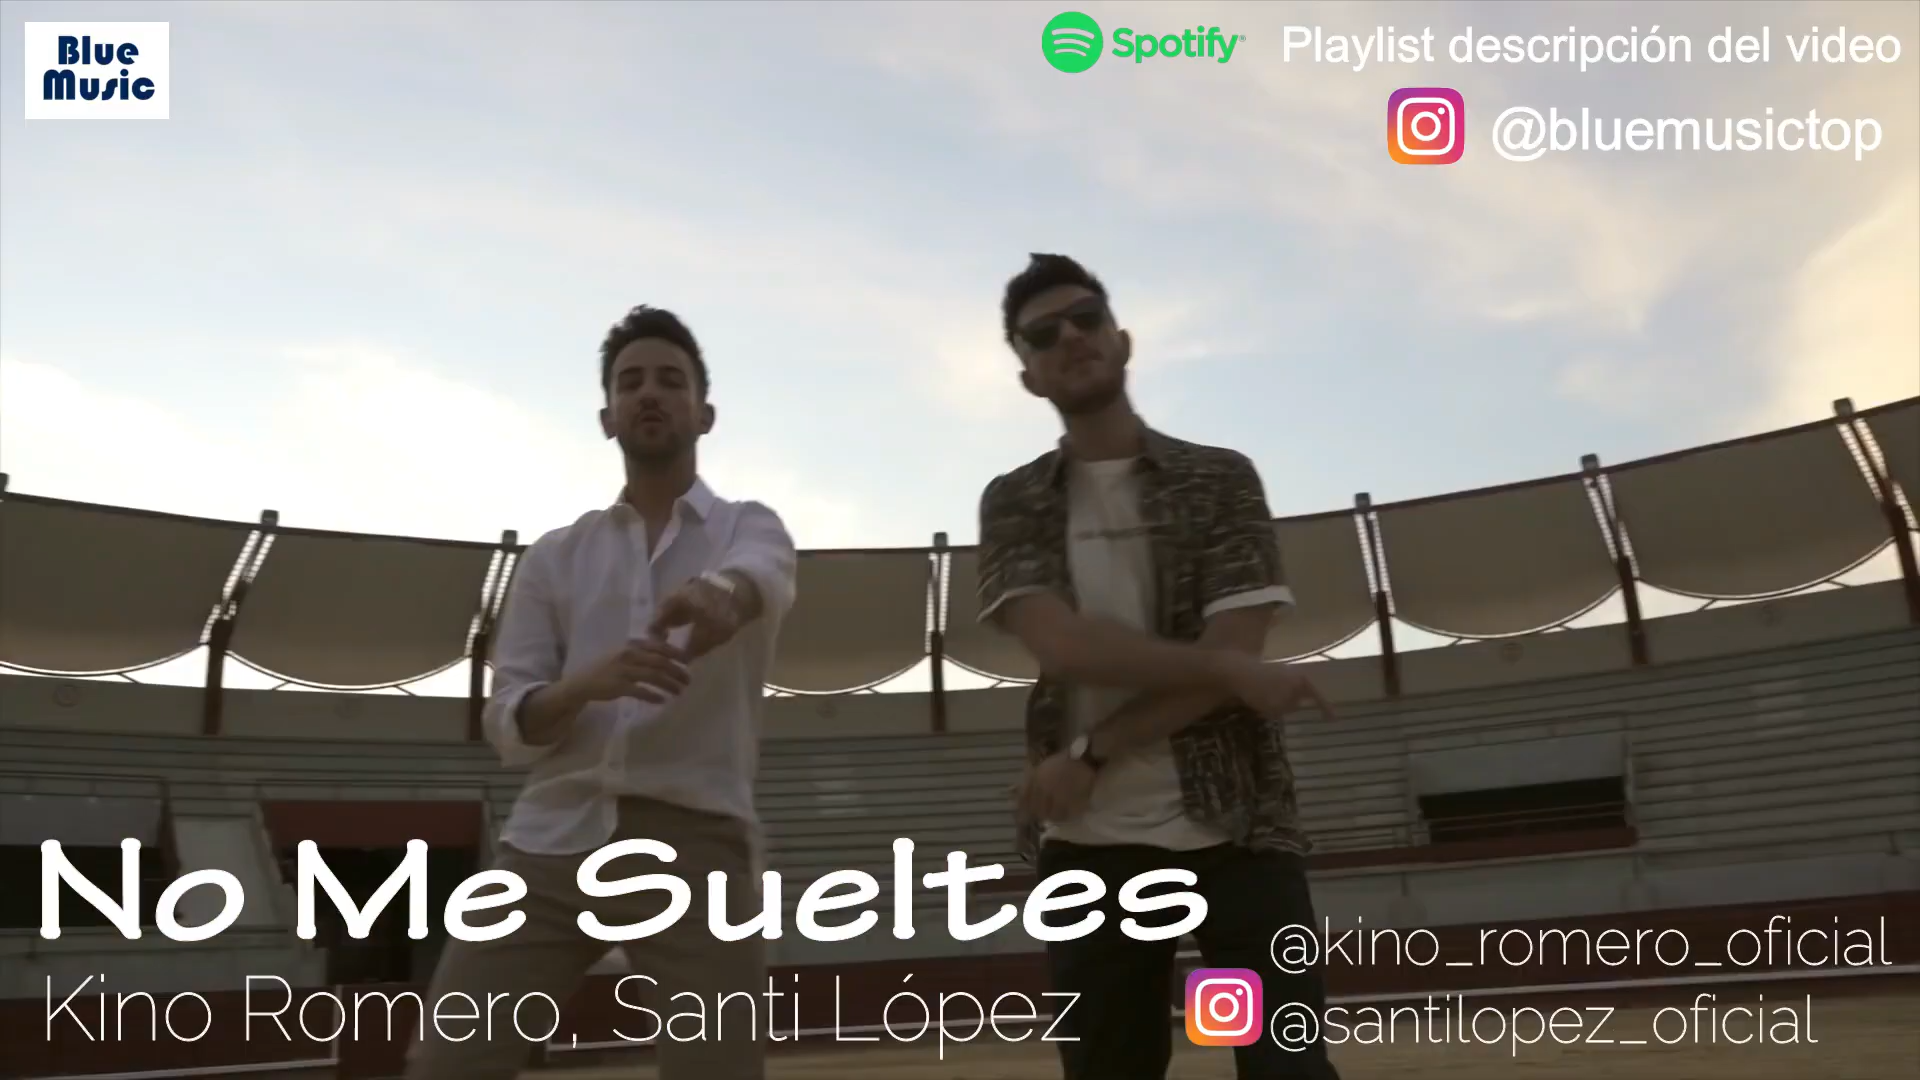 Blue
Music
Spotify Playlist descripción del video
@bluemusictop
No Me Sueltes
Kino Romero, Santi López
@kino_romero_oficial
@santilopez_oficial